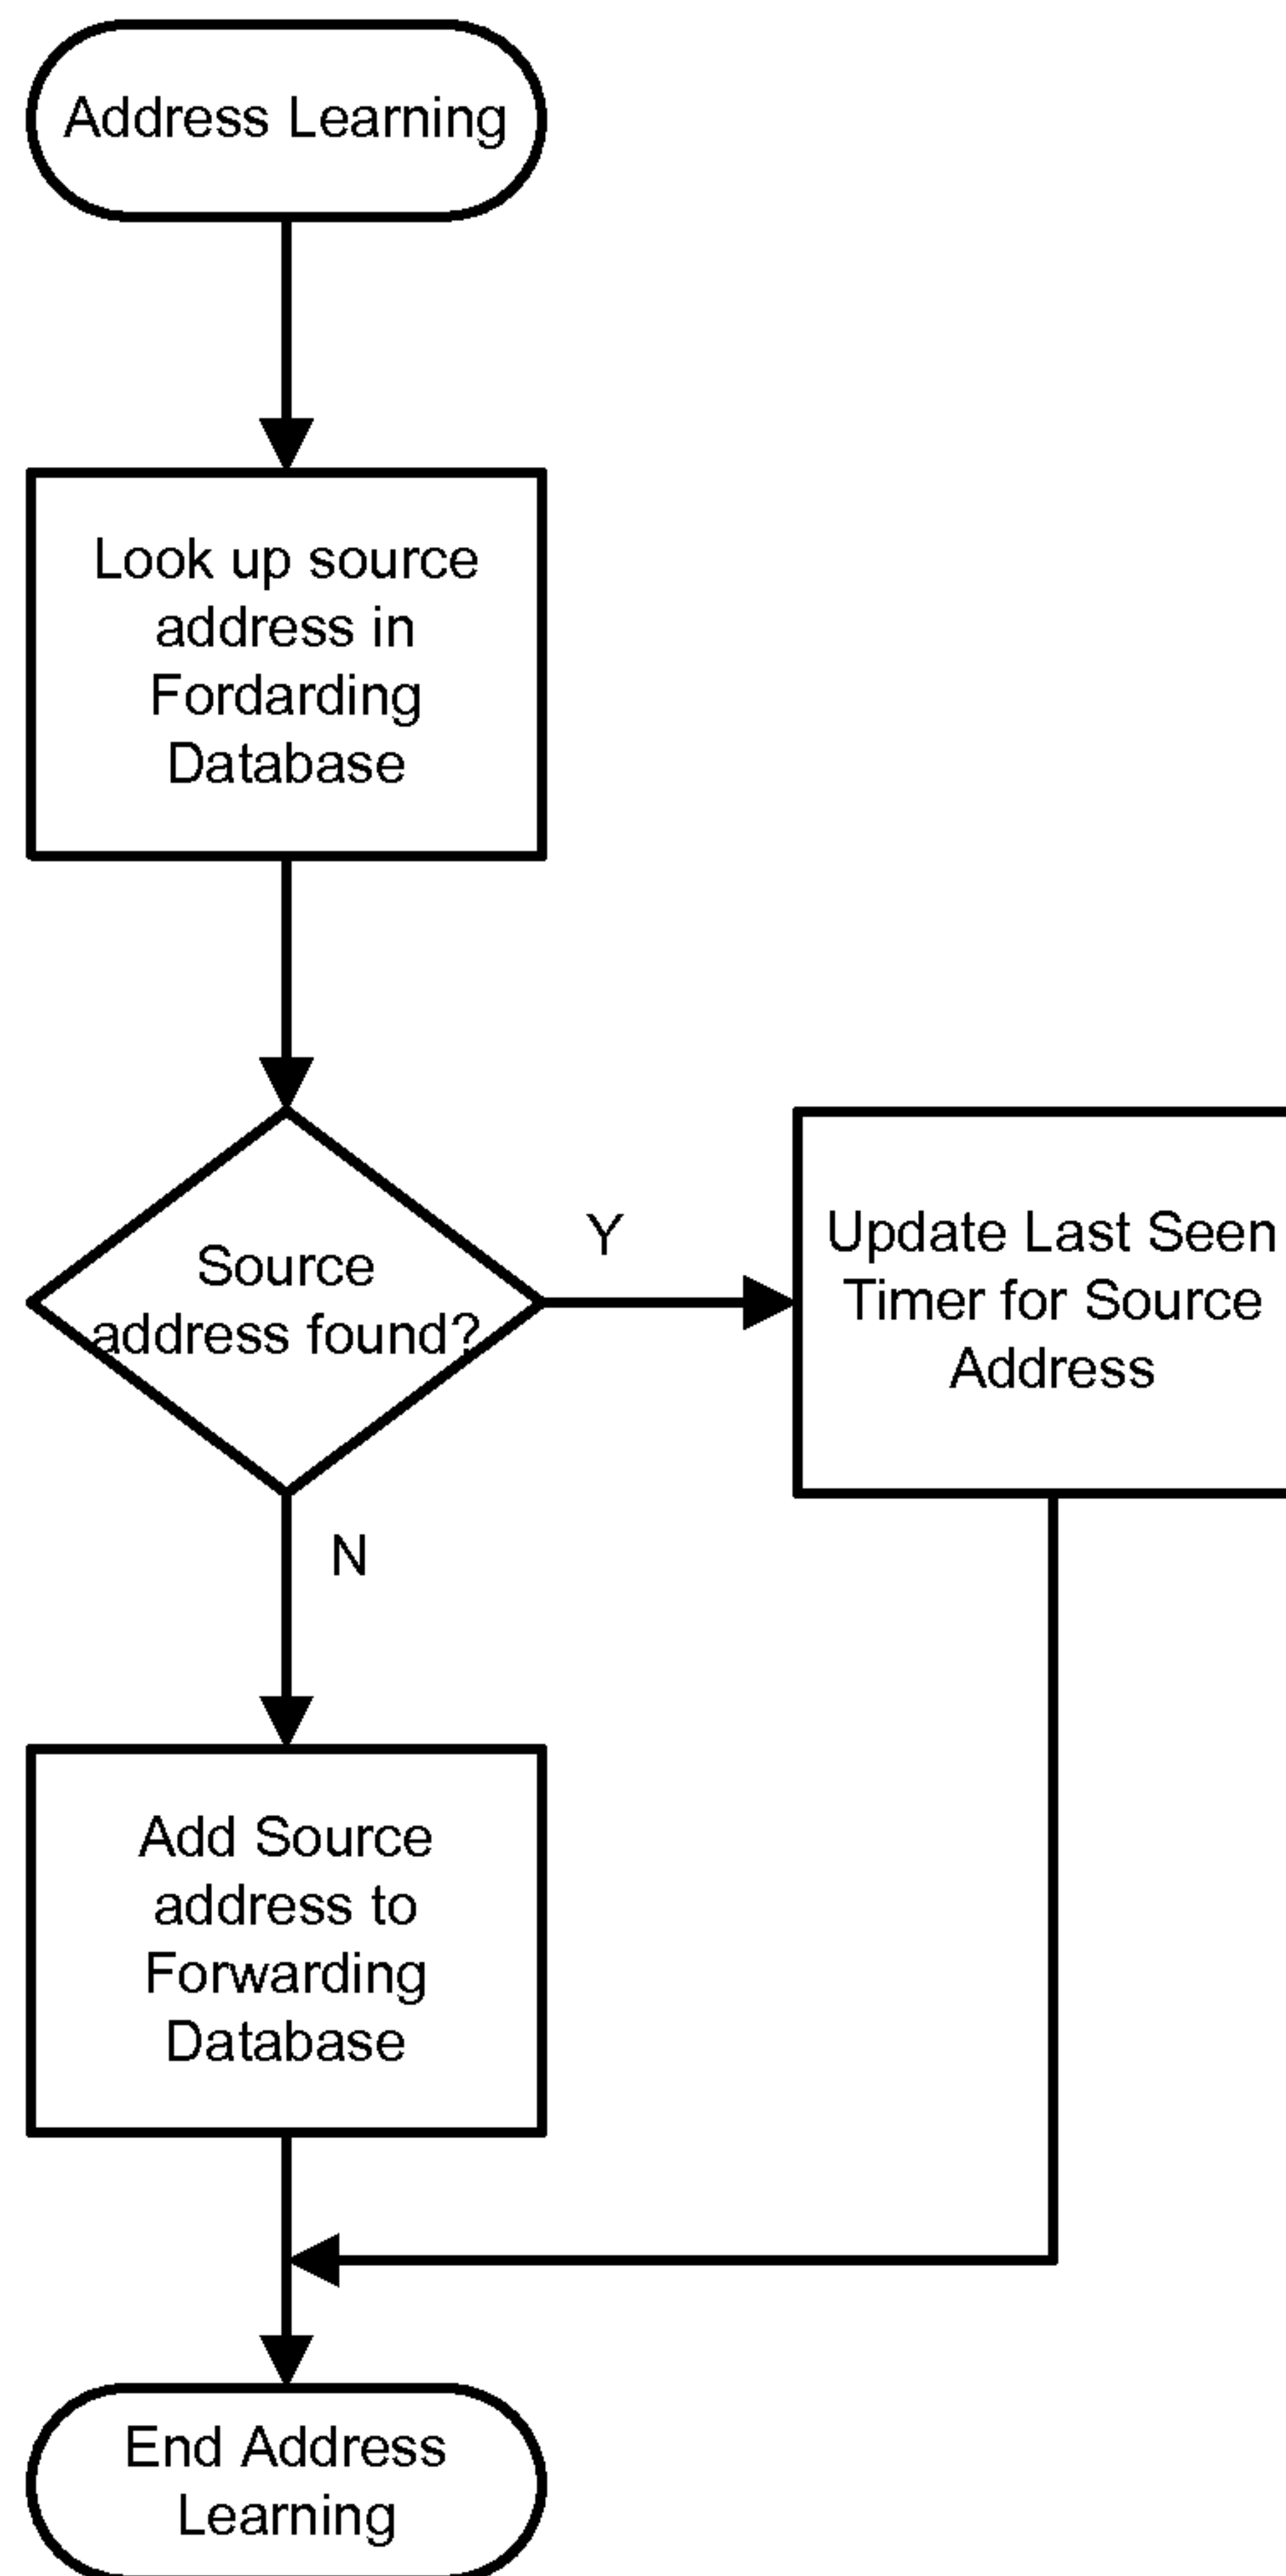 Address Learning
Look up source
address in
Fordarding
Database
Source
address found?
Y
Update Last Seen
Timer for Source
Address
N
Add Source
address to
Forwarding
Database
End Address
Learning